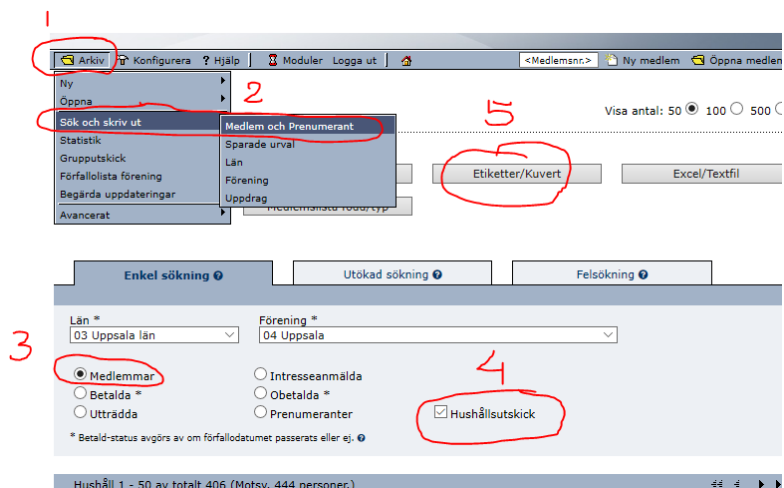 1
Arkiv Konfigurera ? Hjälp Moduler Logga ut <Medlemsnr.> Ny medlem Öppna medlem
Ny
Öppna
2
5
Sök och skriv ut
Medlem och Prenumerant
Visa antal: 50 100 500
Statistik
Sparade urval
Grupputskick
Län
Etiketter/Kuvert
Excel/Textfil
Förfallolista förening
Förening
Begärda uppdateringar
Uppdrag
Avancerat
Enkel sökning Utökad sökning Felsökning
Län * Förening *
03 Uppsala län 04 Uppsala
3
4
Medlemmar Intresseanmälda
Betalda * Obetalda *
Utträdda Prenumeranter Hushållsutskick
* Betald-status avgörs av om förfallodatumet passerats eller ej.
Hushåll 1 - 50 av totalt 406 (Motsv. 444 personer.)